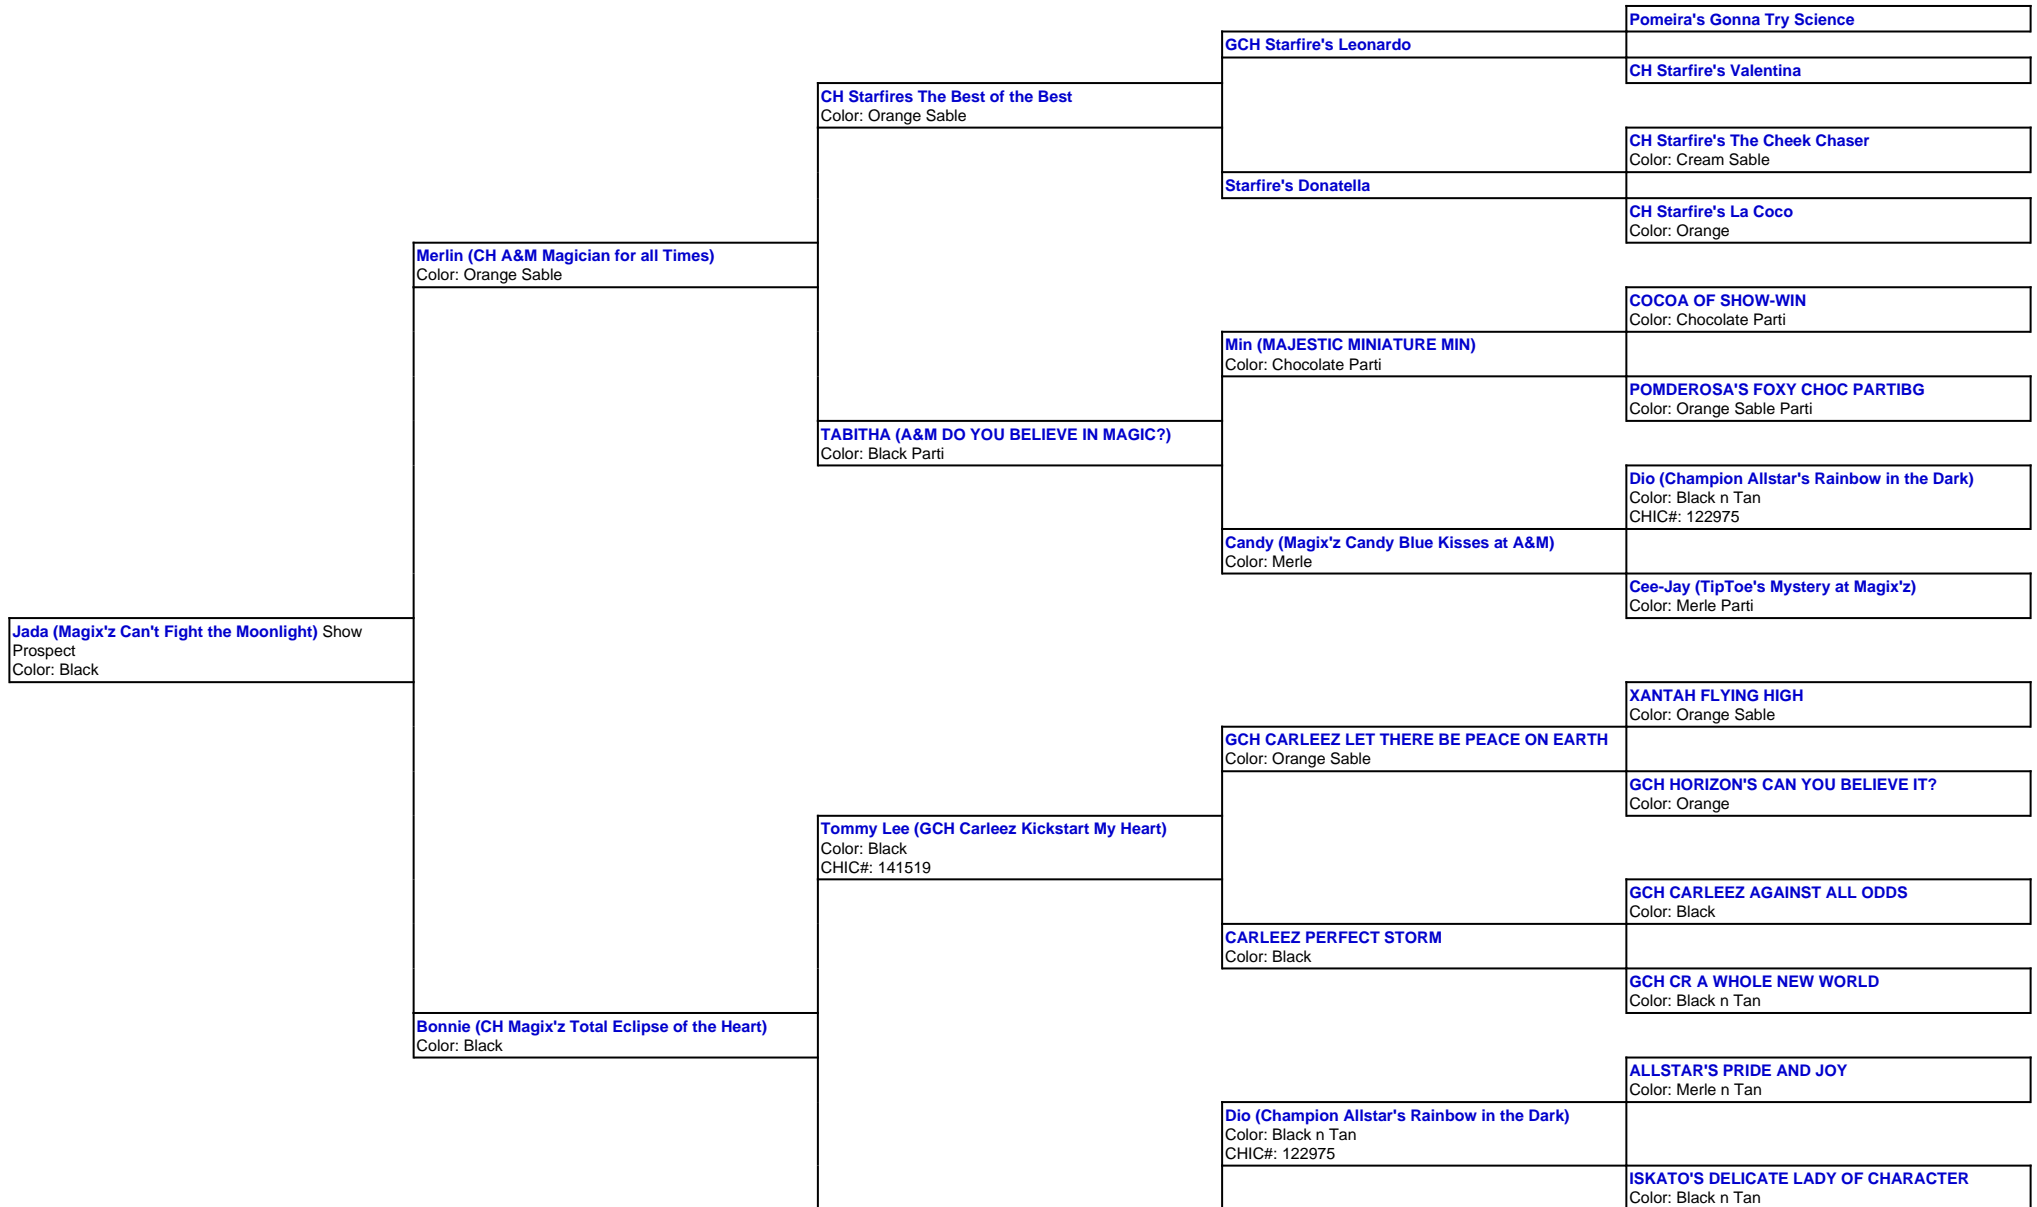 Pomeira's Gonna Try Science
GCH Starfire's Leonardo
CH Starfire's Valentina
CH Starfires The Best of the Best
Color: Orange Sable
CH Starfire's The Cheek Chaser
Color: Cream Sable
Starfire's Donatella
CH Starfire's La Coco
Color: Orange
Merlin (CH A&M Magician for all Times)
Color: Orange Sable
COCOA OF SHOW-WIN
Color: Chocolate Parti
Min (MAJESTIC MINIATURE MIN)
Color: Chocolate Parti
POMDEROSA'S FOXY CHOC PARTIBG
Color: Orange Sable Parti
TABITHA (A&M DO YOU BELIEVE IN MAGIC?)
Color: Black Parti
Dio (Champion Allstar's Rainbow in the Dark)
Color: Black n Tan
CHIC#: 122975
Candy (Magix'z Candy Blue Kisses at A&M)
Color: Merle
Cee-Jay (TipToe's Mystery at Magix'z)
Color: Merle Parti
Jada (Magix'z Can't Fight the Moonlight) Show
Prospect
Color: Black
XANTAH FLYING HIGH
Color: Orange Sable
GCH CARLEEZ LET THERE BE PEACE ON EARTH
Color: Orange Sable
GCH HORIZON'S CAN YOU BELIEVE IT?
Color: Orange
Tommy Lee (GCH Carleez Kickstart My Heart)
Color: Black
CHIC#: 141519
GCH CARLEEZ AGAINST ALL ODDS
Color: Black
CARLEEZ PERFECT STORM
Color: Black
GCH CR A WHOLE NEW WORLD
Color: Black n Tan
Bonnie (CH Magix'z Total Eclipse of the Heart)
Color: Black
ALLSTAR'S PRIDE AND JOY
Color: Merle n Tan
Dio (Champion Allstar's Rainbow in the Dark)
Color: Black n Tan
CHIC#: 122975
ISKATO'S DELICATE LADY OF CHARACTER
Color: Black n Tan